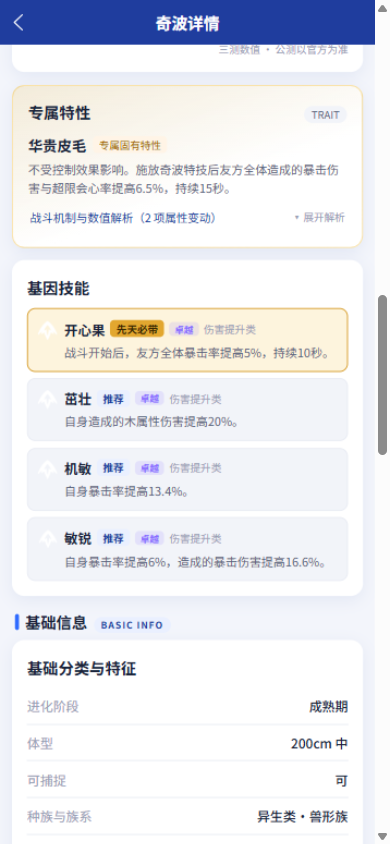 奇波详情
三测数值 · 公测以官方为准
专属特性
TRAIT
华贵皮毛 专属固有特性
不受控制效果影响。施放奇波特技后友方全体造成的暴击伤
害与超限会心率提高6.5%，持续15秒。
战斗机制与数值解析（2 项属性变动） ▾ 展开解析
基因技能
开心果 先天必带 卓越 伤害提升类
战斗开始后，友方全体暴击率提高5%，持续10秒。
茁壮 推荐 卓越 伤害提升类
自身造成的木属性伤害提高20%。
机敏 推荐 卓越 伤害提升类
自身暴击率提高13.4%。
敏锐 推荐 卓越 伤害提升类
自身暴击率提高6%，造成的暴击伤害提高16.6%。
基础信息 BASIC INFO
基础分类与特征
进化阶段 成熟期
体型 200cm 中
可捕捉 可
种族与族系 异生类・兽形族